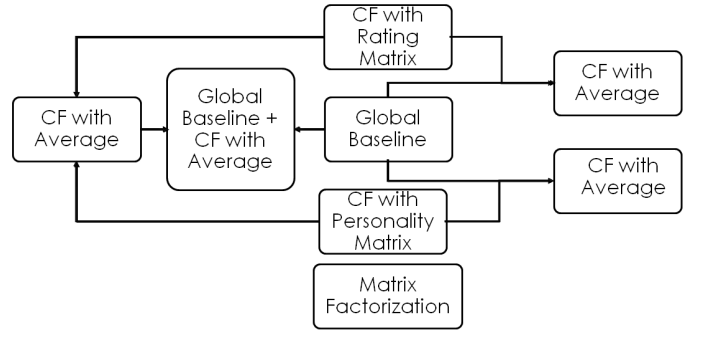 CF with
Rating
Matrix
CF with
Average
CF with
Average
Global
Baseline +
CF with
Average
Global
Baseline
CF with
Average
CF with
Personality
Matrix
Matrix
Factorization